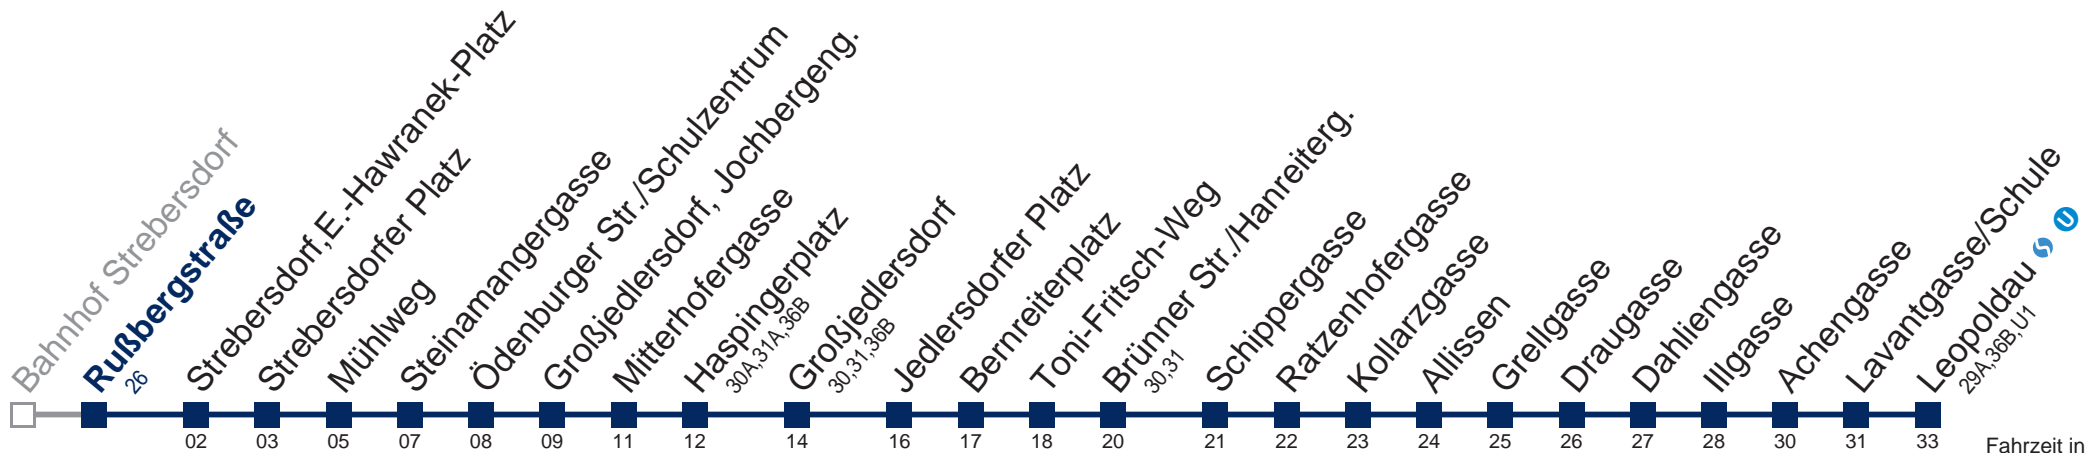 Bahnhof Strebersdorf
Rußbergstraße
26
Strebersdorf,E.-Hawranek-Platz
02
Strebersdorfer Platz
03
Mühlweg
05
Steinamangergasse
07
Ödenburger Str./Schulzentrum
08
Großjedlersdorf, Jochbergeng.
09
Mitterhofergasse
11
Haspingerplatz
30A,31A,36B
12
Großjedlersdorf
30,31,36B
14
Jedlersdorfer Platz
16
Bernreiterplatz
17
Toni-Fritsch-Weg
18
Brünner Str./Hanreiterg.
30,31
20
Schippergasse
21
Ratzenhofergasse
22
Kollarzgasse
23
Allissen
24
Grellgasse
25
Draugasse
26
Dahliengasse
27
Illgasse
28
Achengasse
30
Lavantgasse/Schule
31
Leopoldau S U
29A,36B,U1
33
Fahrzeit in